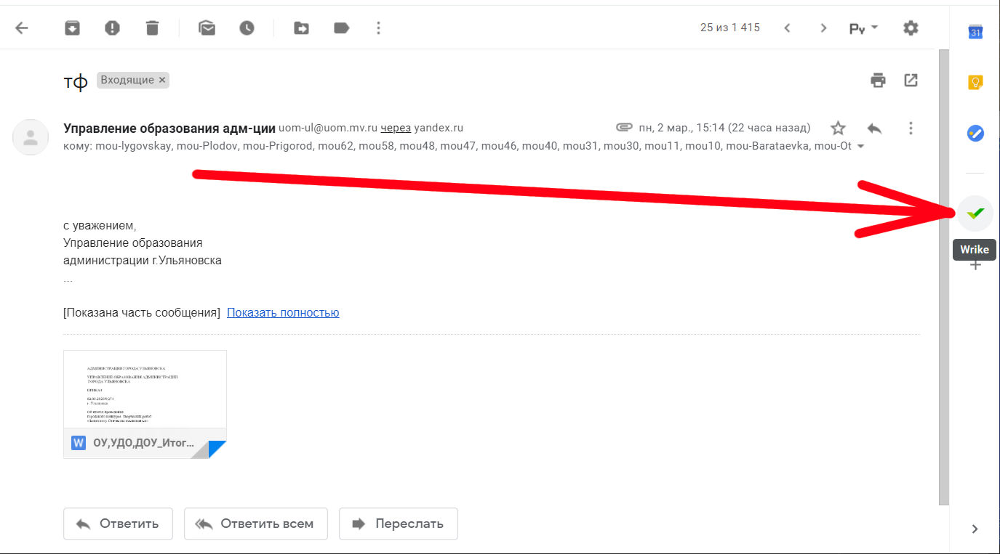 25 из 1 415
Ру
31
тф
Входящие ×
Управление образования адм-ции uom-ul@uom.mv.ru через yandex.ru
пн, 2 мар., 15:14 (22 часа назад)
кому: mou-lygovskay, mou-Plodov, mou-Prigorod, mou62, mou58, mou48, mou47, mou46, mou40, mou31, mou30, mou11, mou10, mou-Barataevka, mou-Ot
с уважением,
Управление образования
администрации г.Ульяновска
...
Wrike
[Показана часть сообщения] Показать полностью
АДМИНИСТРАЦИЯ ГОРОДА УЛЬЯНОВСКА
УПРАВЛЕНИЕ ОБРАЗОВАНИЯ АДМИНИСТРАЦИИ
ГОРОДА УЛЬЯНОВСКА
ПРИКАЗ
г. Ульяновск
Об итогах проведения
городского конкурса творческих работ
W ОУ,УДО,ДОУ_Итог...
Ответить
Ответить всем
Переслать